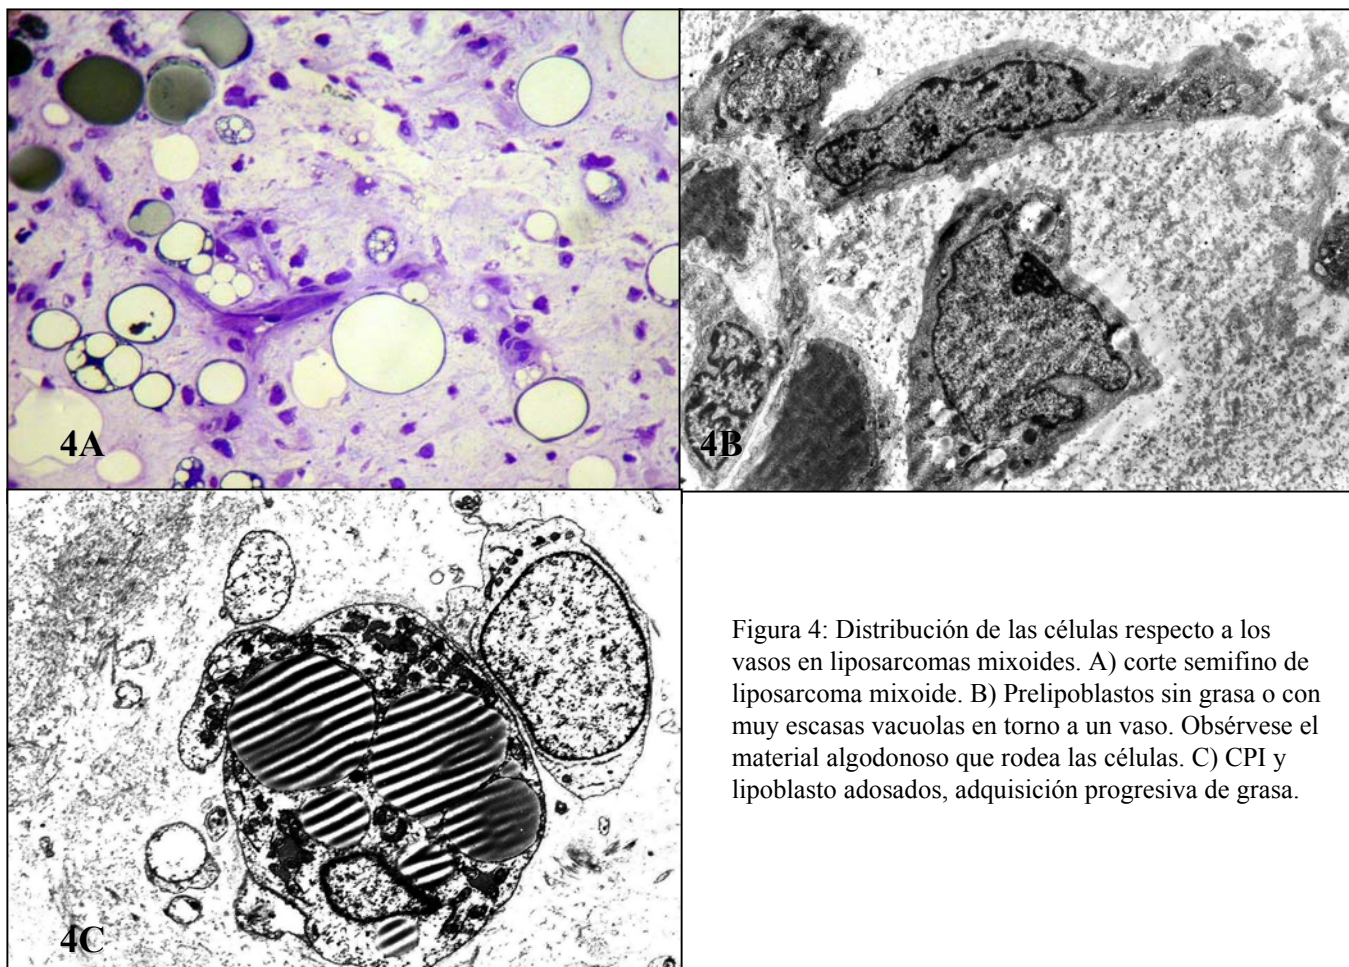 4A
4B
4C
Figura 4: Distribución de las células respecto a los
vasos en liposarcomas mixoides. A) corte semifino de
liposarcoma mixoide. B) Prelipoblastos sin grasa o con
muy escasas vacuolas en torno a un vaso. Obsérvese el
material algodonoso que rodea las células. C) CPI y
lipoblasto adosados, adquisición progresiva de grasa.